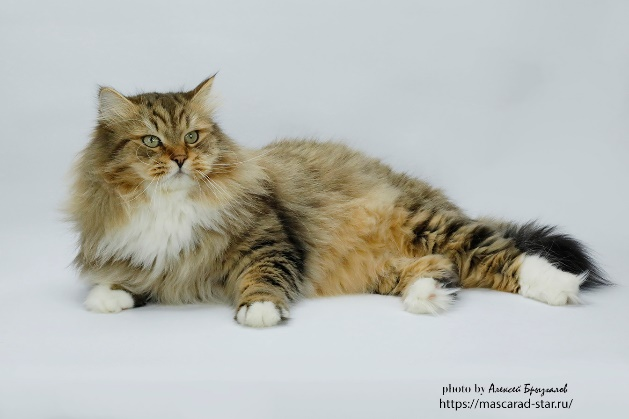 photo by Алексей Брызгалов
https://mascarad-star.ru/